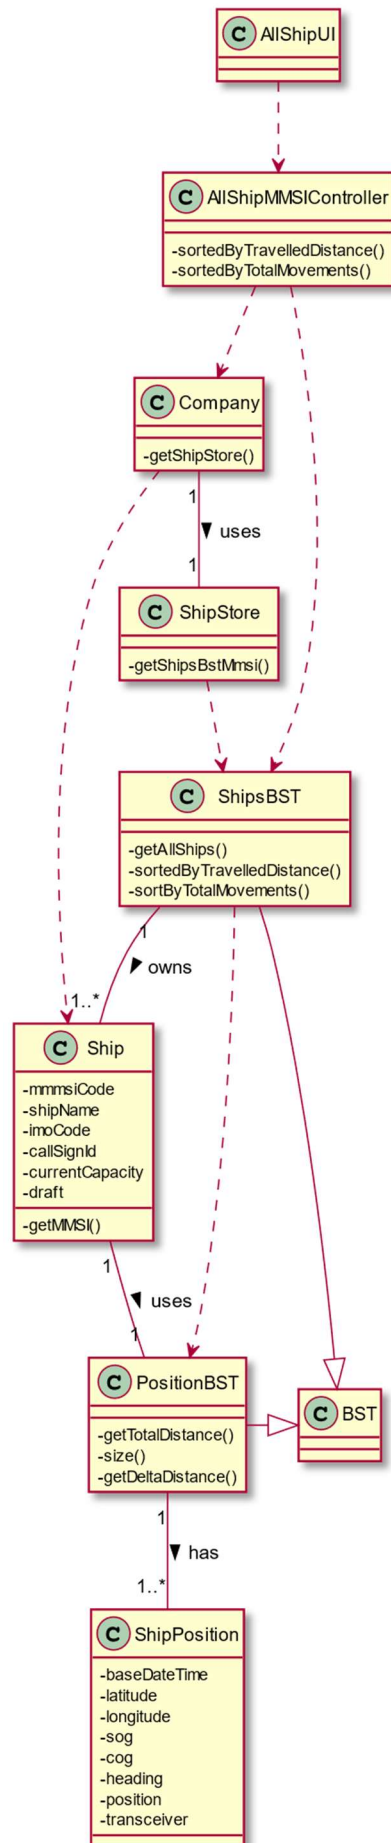 C AllShipUI
C AllShipMMSIController
-sortedByTravelledDistance()
-sortedByTotalMovements()
C Company
-getShipStore()
1
uses
1
C ShipStore
-getShipsBstMmsi()
C ShipsBST
-getAllShips()
-sortedByTravelledDistance()
-sortByTotalMovements()
1
owns
1..*
C Ship
-mmmsiCode
-shipName
-imoCode
-callSignId
-currentCapacity
-draft
-getMMSI()
1
uses
1
C PositionBST
-getTotalDistance()
-size()
-getDeltaDistance()
C BST
1
has
1..*
C ShipPosition
-baseDateTime
-latitude
-longitude
-sog
-cog
-heading
-position
-transceiver